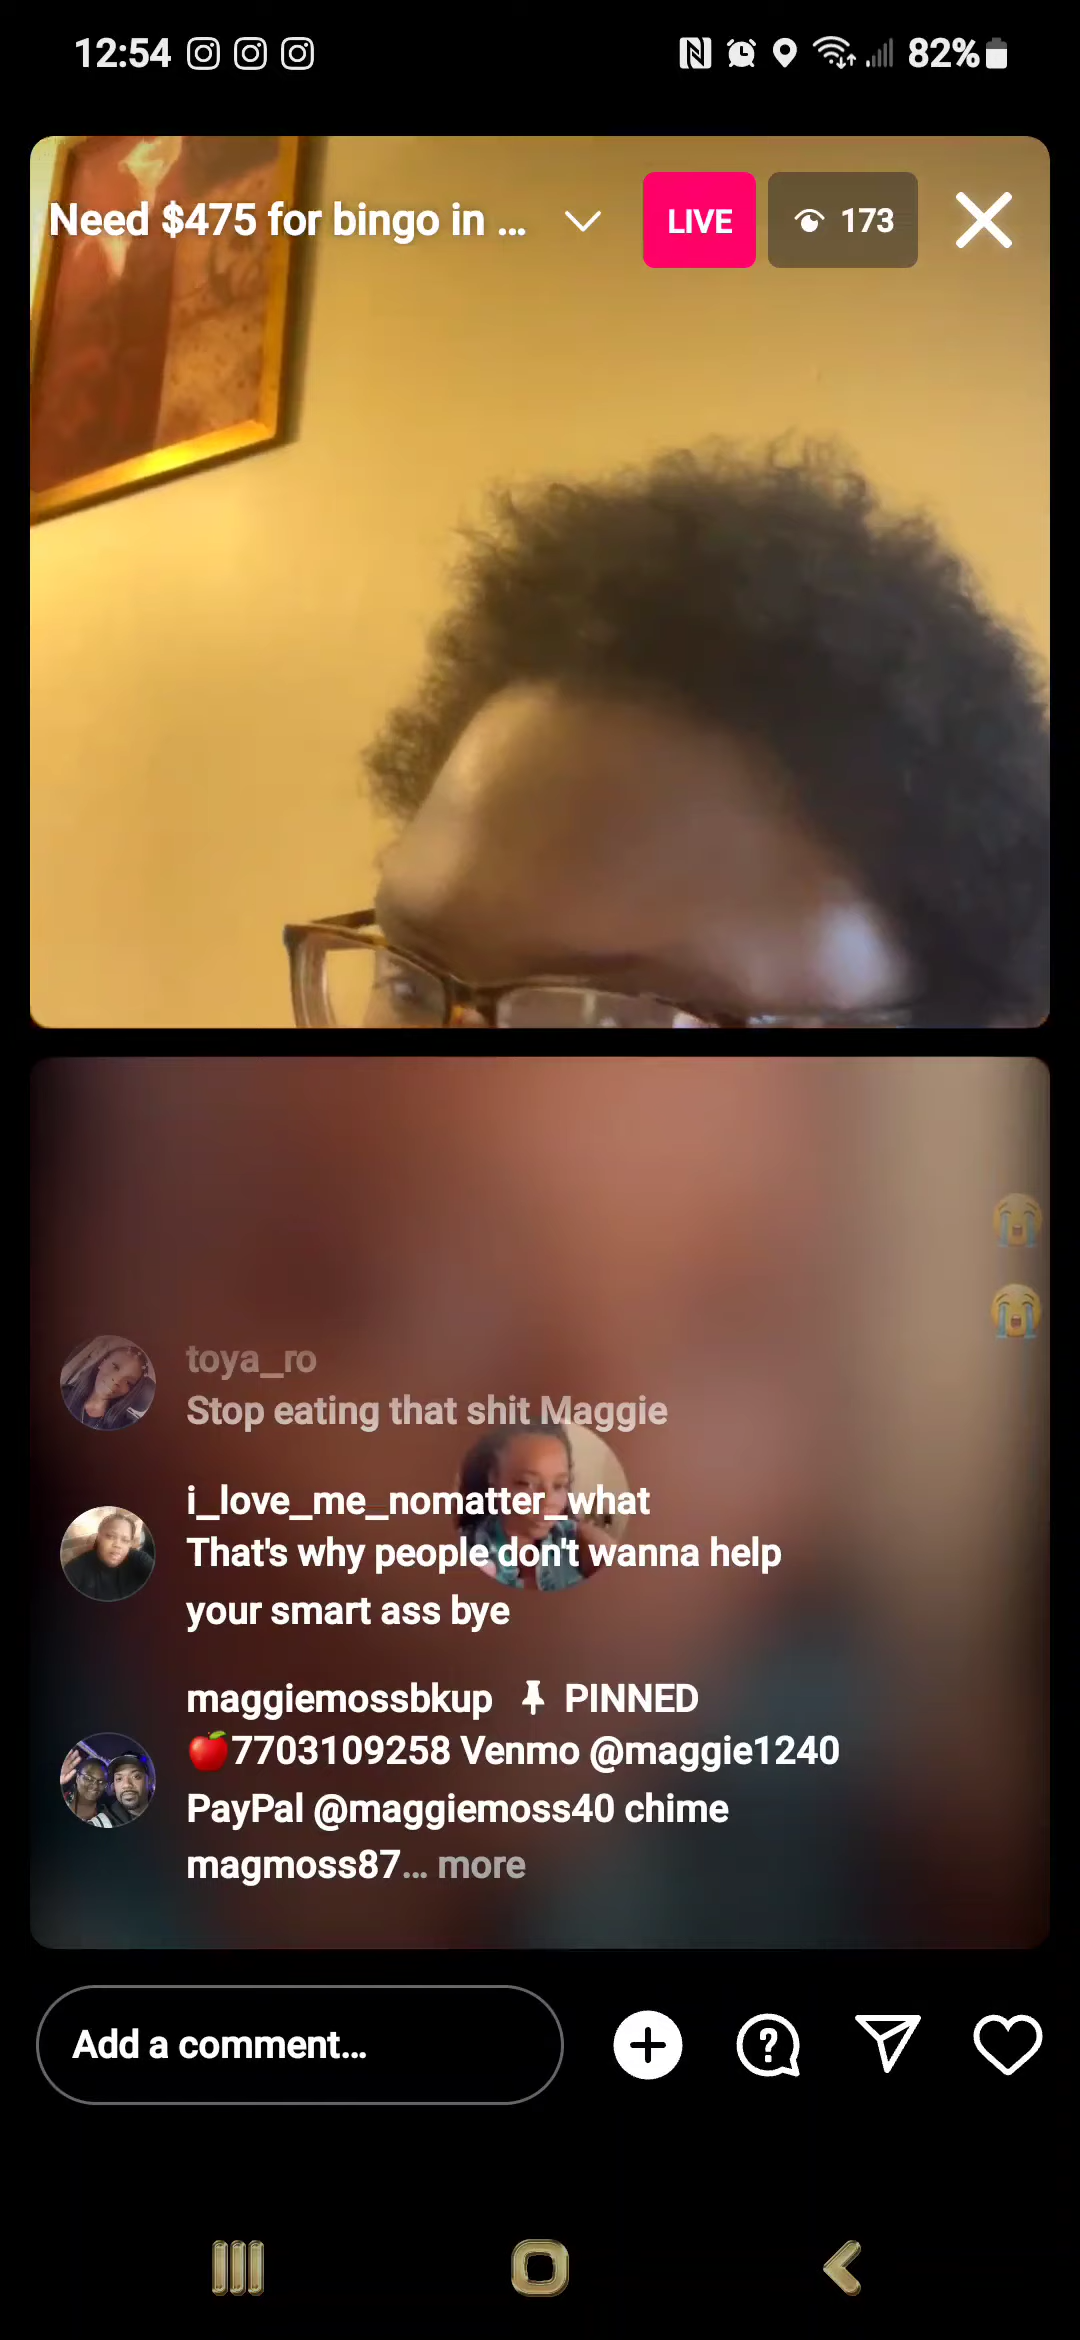 12:54 82%
Need $475 for bingo in ... LIVE 173
toya_ro
Stop eating that shit Maggie
i_love_me_nomatter_what
That's why people don't wanna help
your smart ass bye
maggiemossbkup PINNED
🍎7703109258 Venmo @maggie1240
PayPal @maggiemoss40 chime
magmoss87... more
Add a comment...